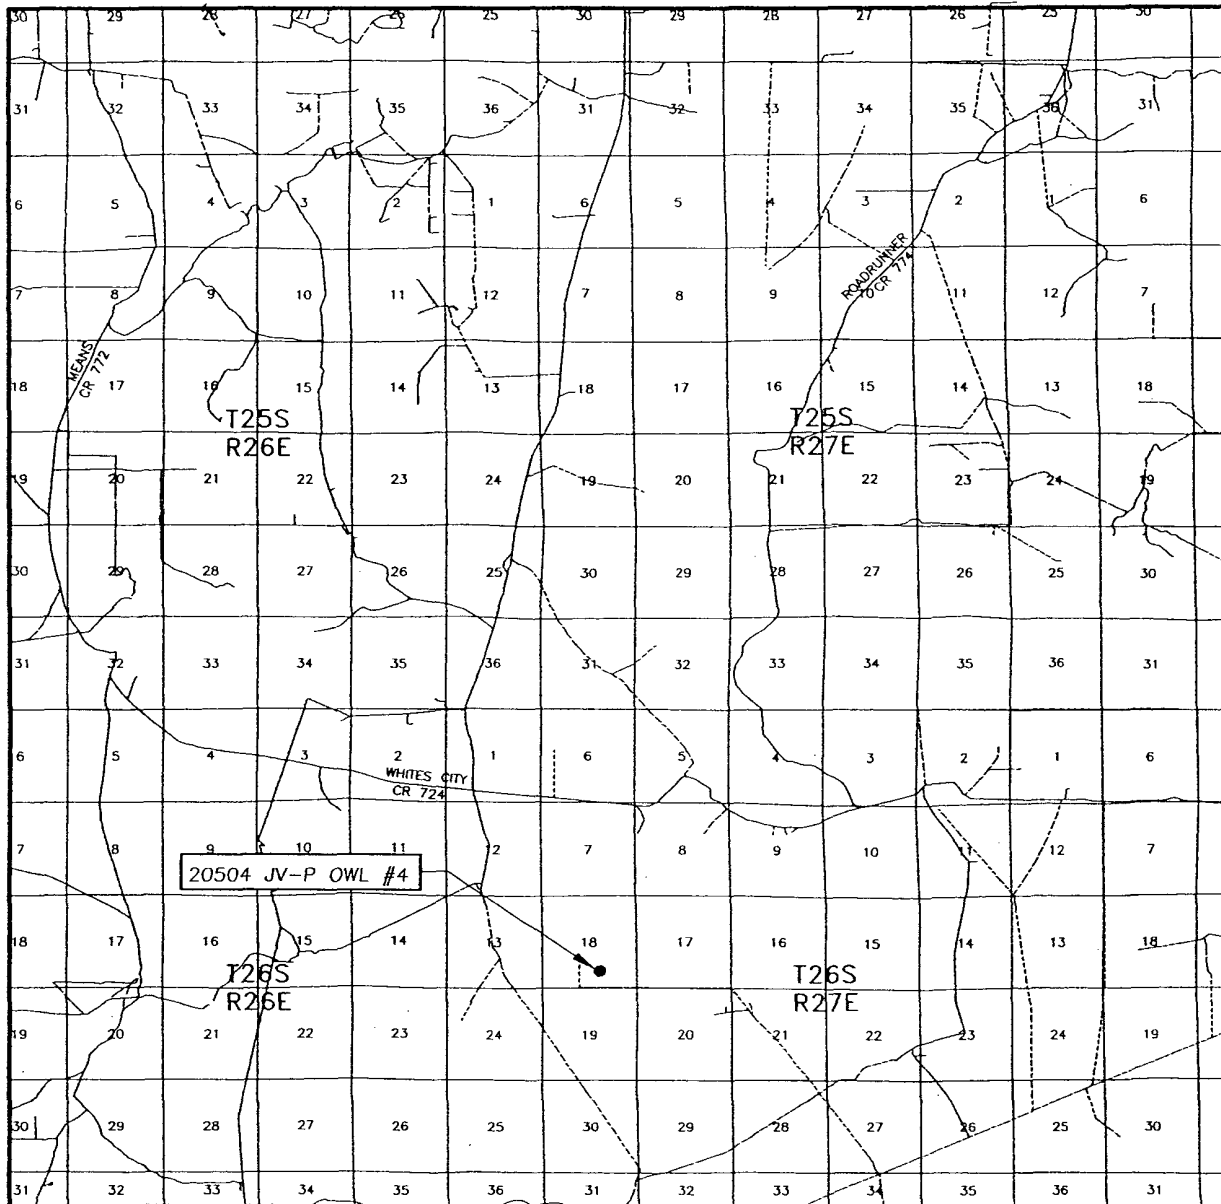 30 29 28 27 26 25 30 29 28 27 26 25 30
31 32 33 34 35 36 31 32 33 34 35 36 31
6 5 4 3 2 1 6 5 4 3 2 1 6
ROADRUNNER
CR 774
7 8 9 10 11 12 7 8 9 10 11 12 7
MEANS
CR 772
18 17 16 15 14 13 18 17 16 15 14 13 18
T25S
R26E
T25S
R27E
19 20 21 22 23 24 19 20 21 22 23 24 19
30 29 28 27 26 25 30 29 28 27 26 25 30
31 32 33 34 35 36 31 32 33 34 35 36 31
6 5 4 3 2 1 6 5 4 3 2 1 6
WHITES CITY
CR 724
7 8 9 10 11 12 7 8 9 10 11 12 7
20504 JV-P OWL #4
18 17 16 15 14 13 18 17 16 15 14 13 18
T26S
R26E
T26S
R27E
19 20 21 22 23 24 19 20 21 22 23 24 19
30 29 28 27 26 25 30 29 28 27 26 25 30
31 32 33 34 35 36 31 32 33 34 35 36 31